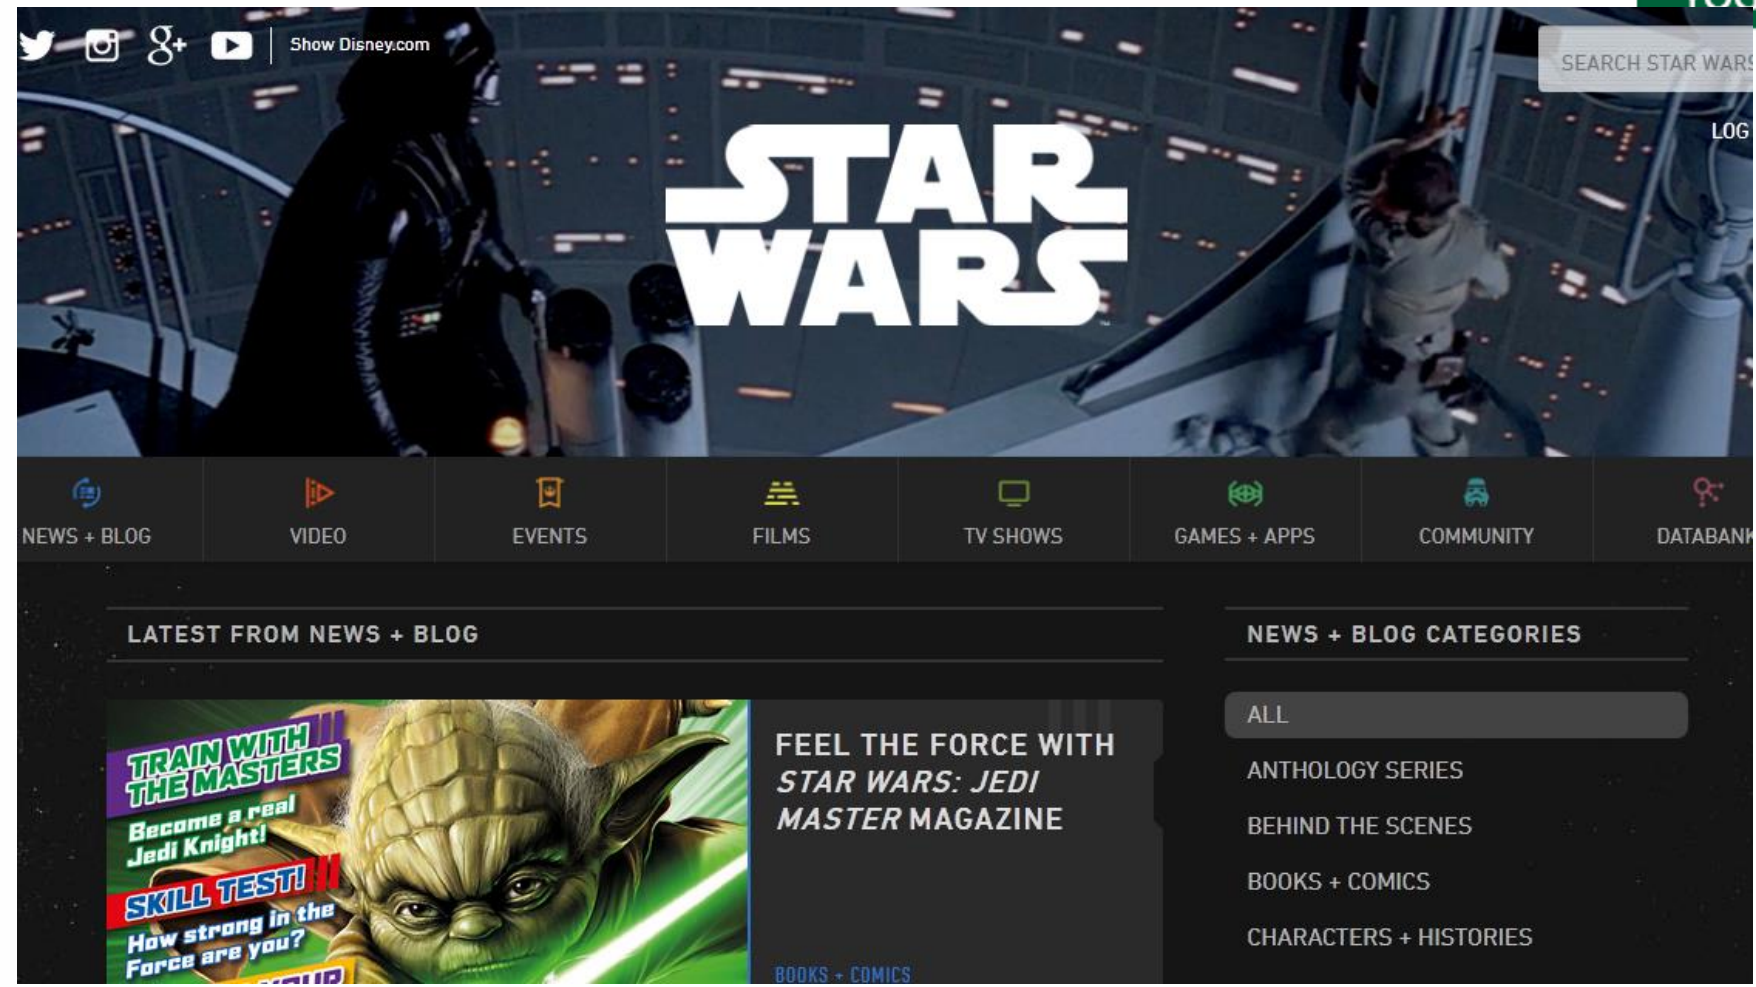 Show Disney.com
SEARCH STAR WARS
LOG
STAR
WARS
NEWS + BLOG
VIDEO
EVENTS
FILMS
TV SHOWS
GAMES + APPS
COMMUNITY
DATABANK
LATEST FROM NEWS + BLOG
TRAIN WITH
THE MASTERS
Become a real
Jedi Knight!
SKILL TEST!
How strong in the
Force are you?
YOUR
FEEL THE FORCE WITH
STAR WARS: JEDI
MASTER MAGAZINE
BOOKS + COMICS
NEWS + BLOG CATEGORIES
ALL
ANTHOLOGY SERIES
BEHIND THE SCENES
BOOKS + COMICS
CHARACTERS + HISTORIES